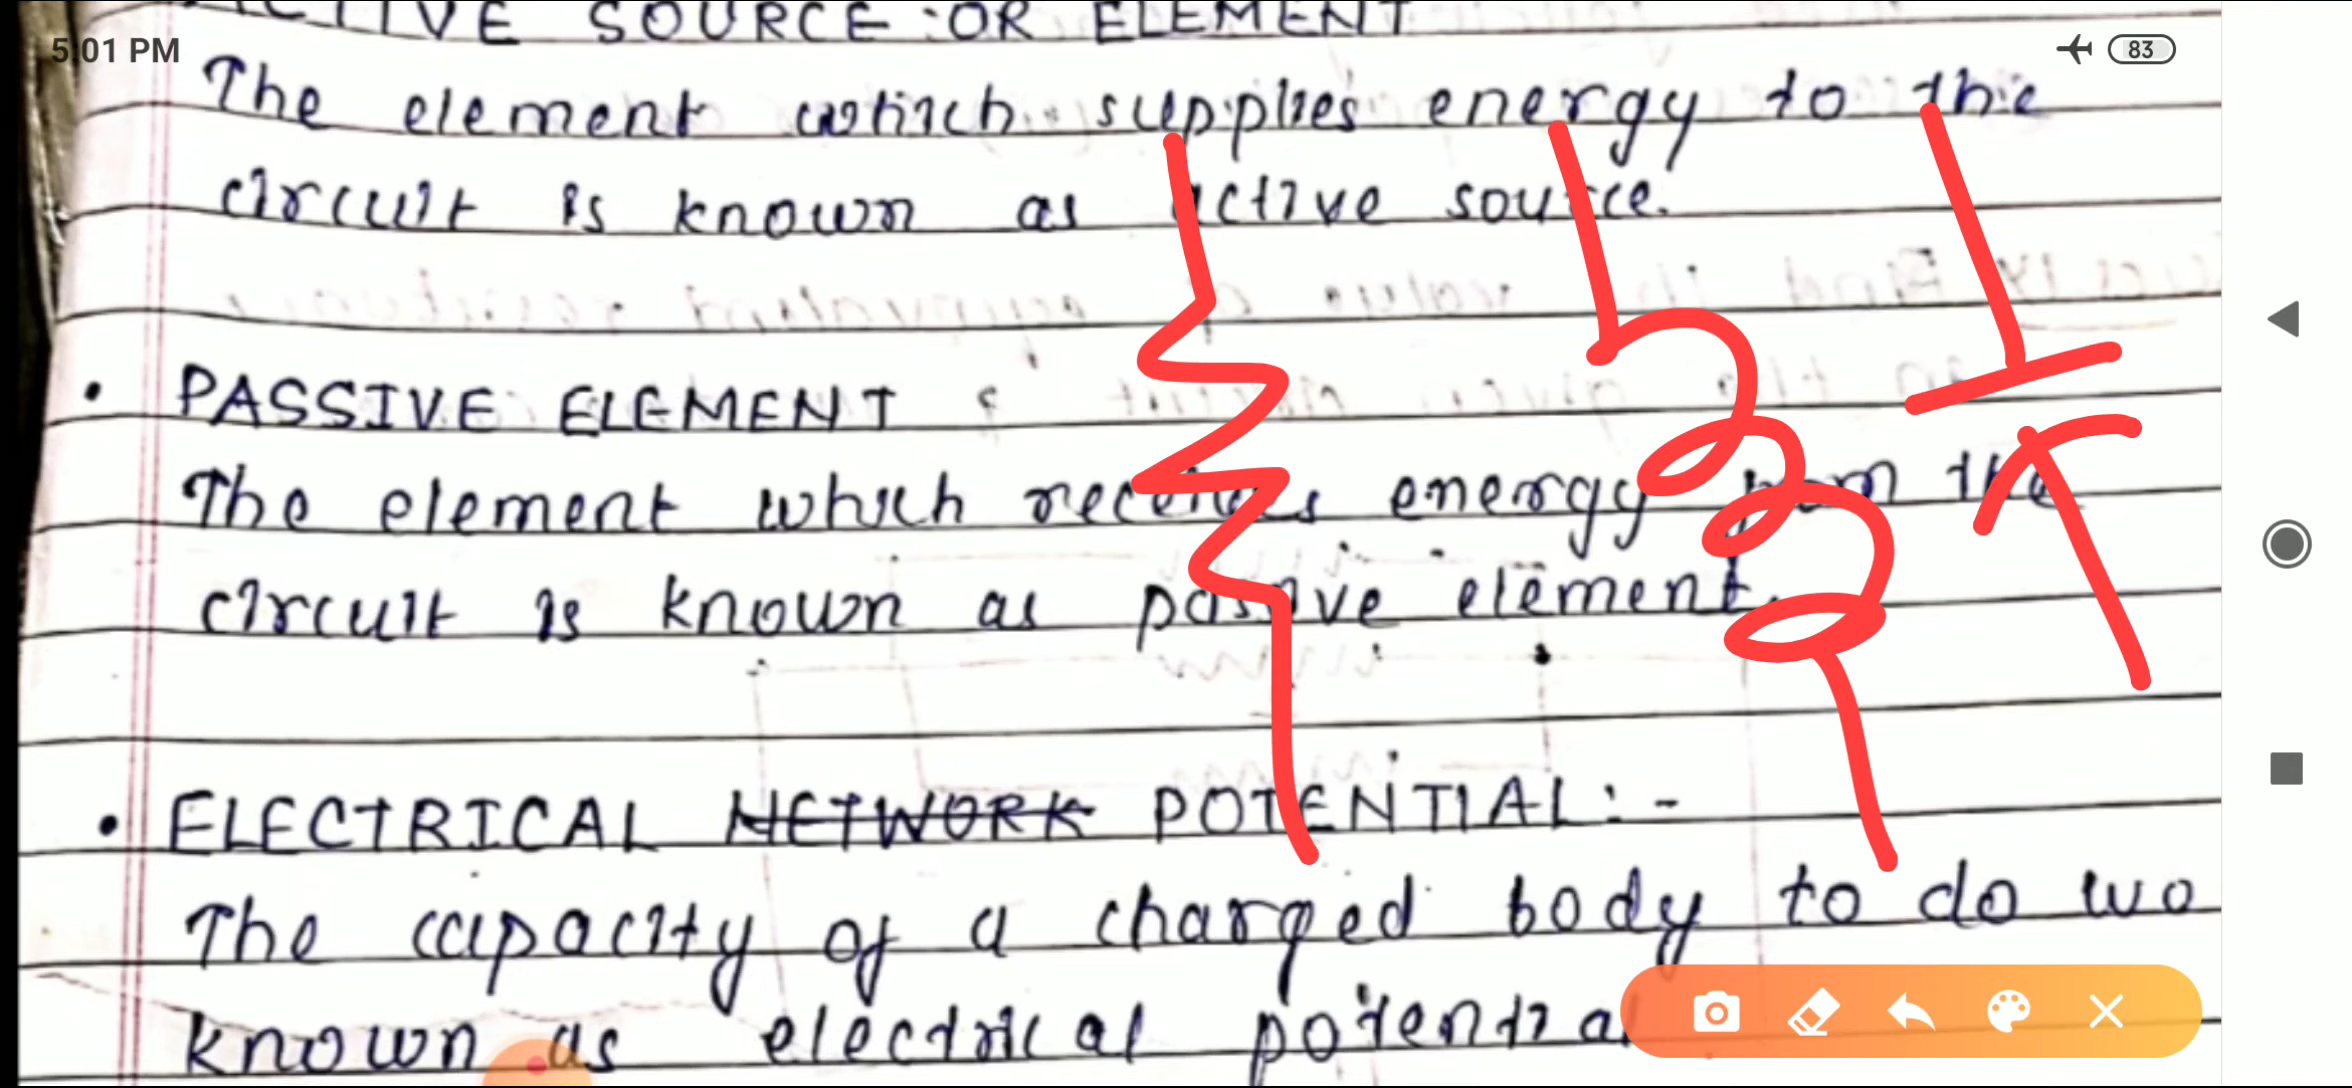 ACTIVE SOURCE OR ELEMENT
5:01 PM
83
The element which supplies energy to the
circuit is known as active source.
• PASSIVE ELEMENT :
The element which receives energy from the
circuit is known as passive element.
• ELECTRICAL NETWORK POTENTIAL:-
The capacity of a charged body to do wo
known as electrical potential